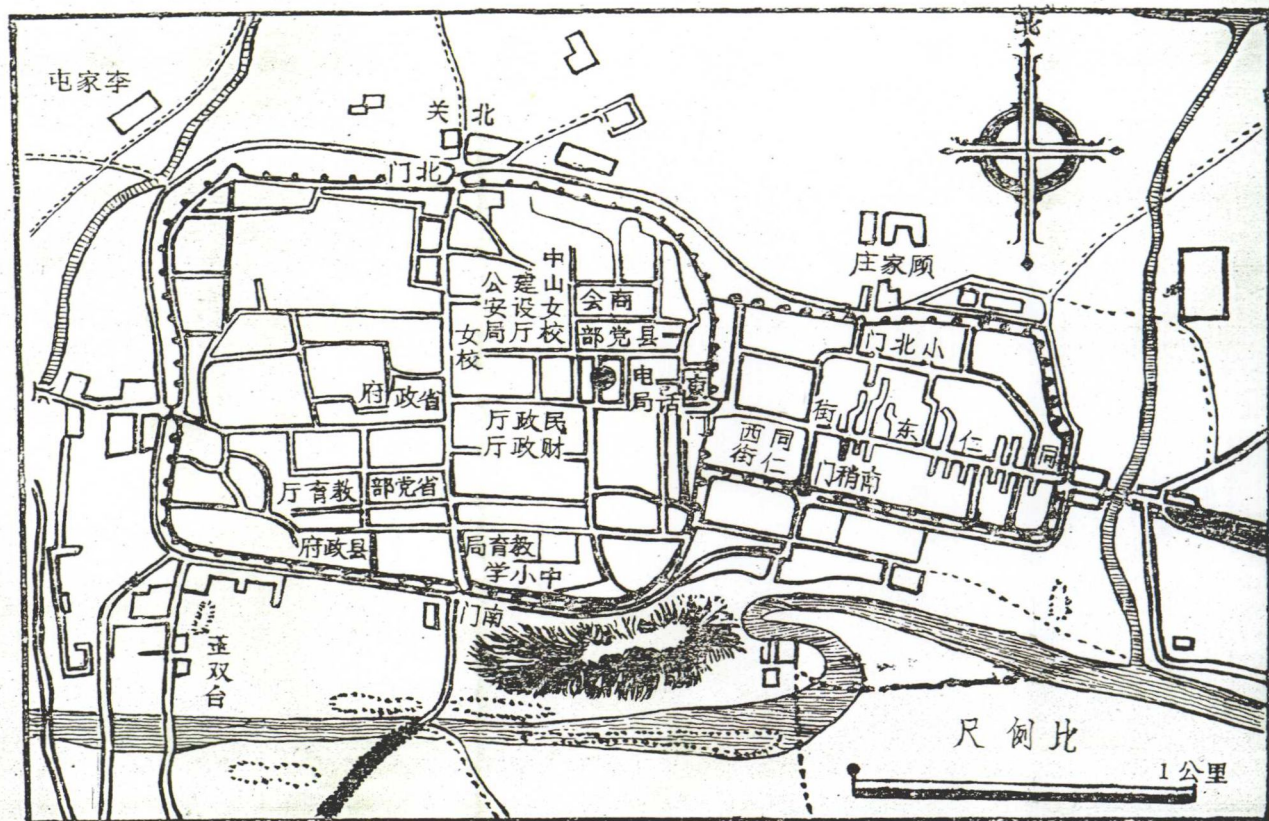 北
李家屯
北关
北门
顾家庄
中山女校
建设厅
公安局
女校
商会
县党部
小北门
省政府
电话局
東门
民政厅
财政厅
同仁西街
同仁东街
南稍门
教育厅
省党部
县政府
教育局
中小学
南门
双台
比例尺
1公里